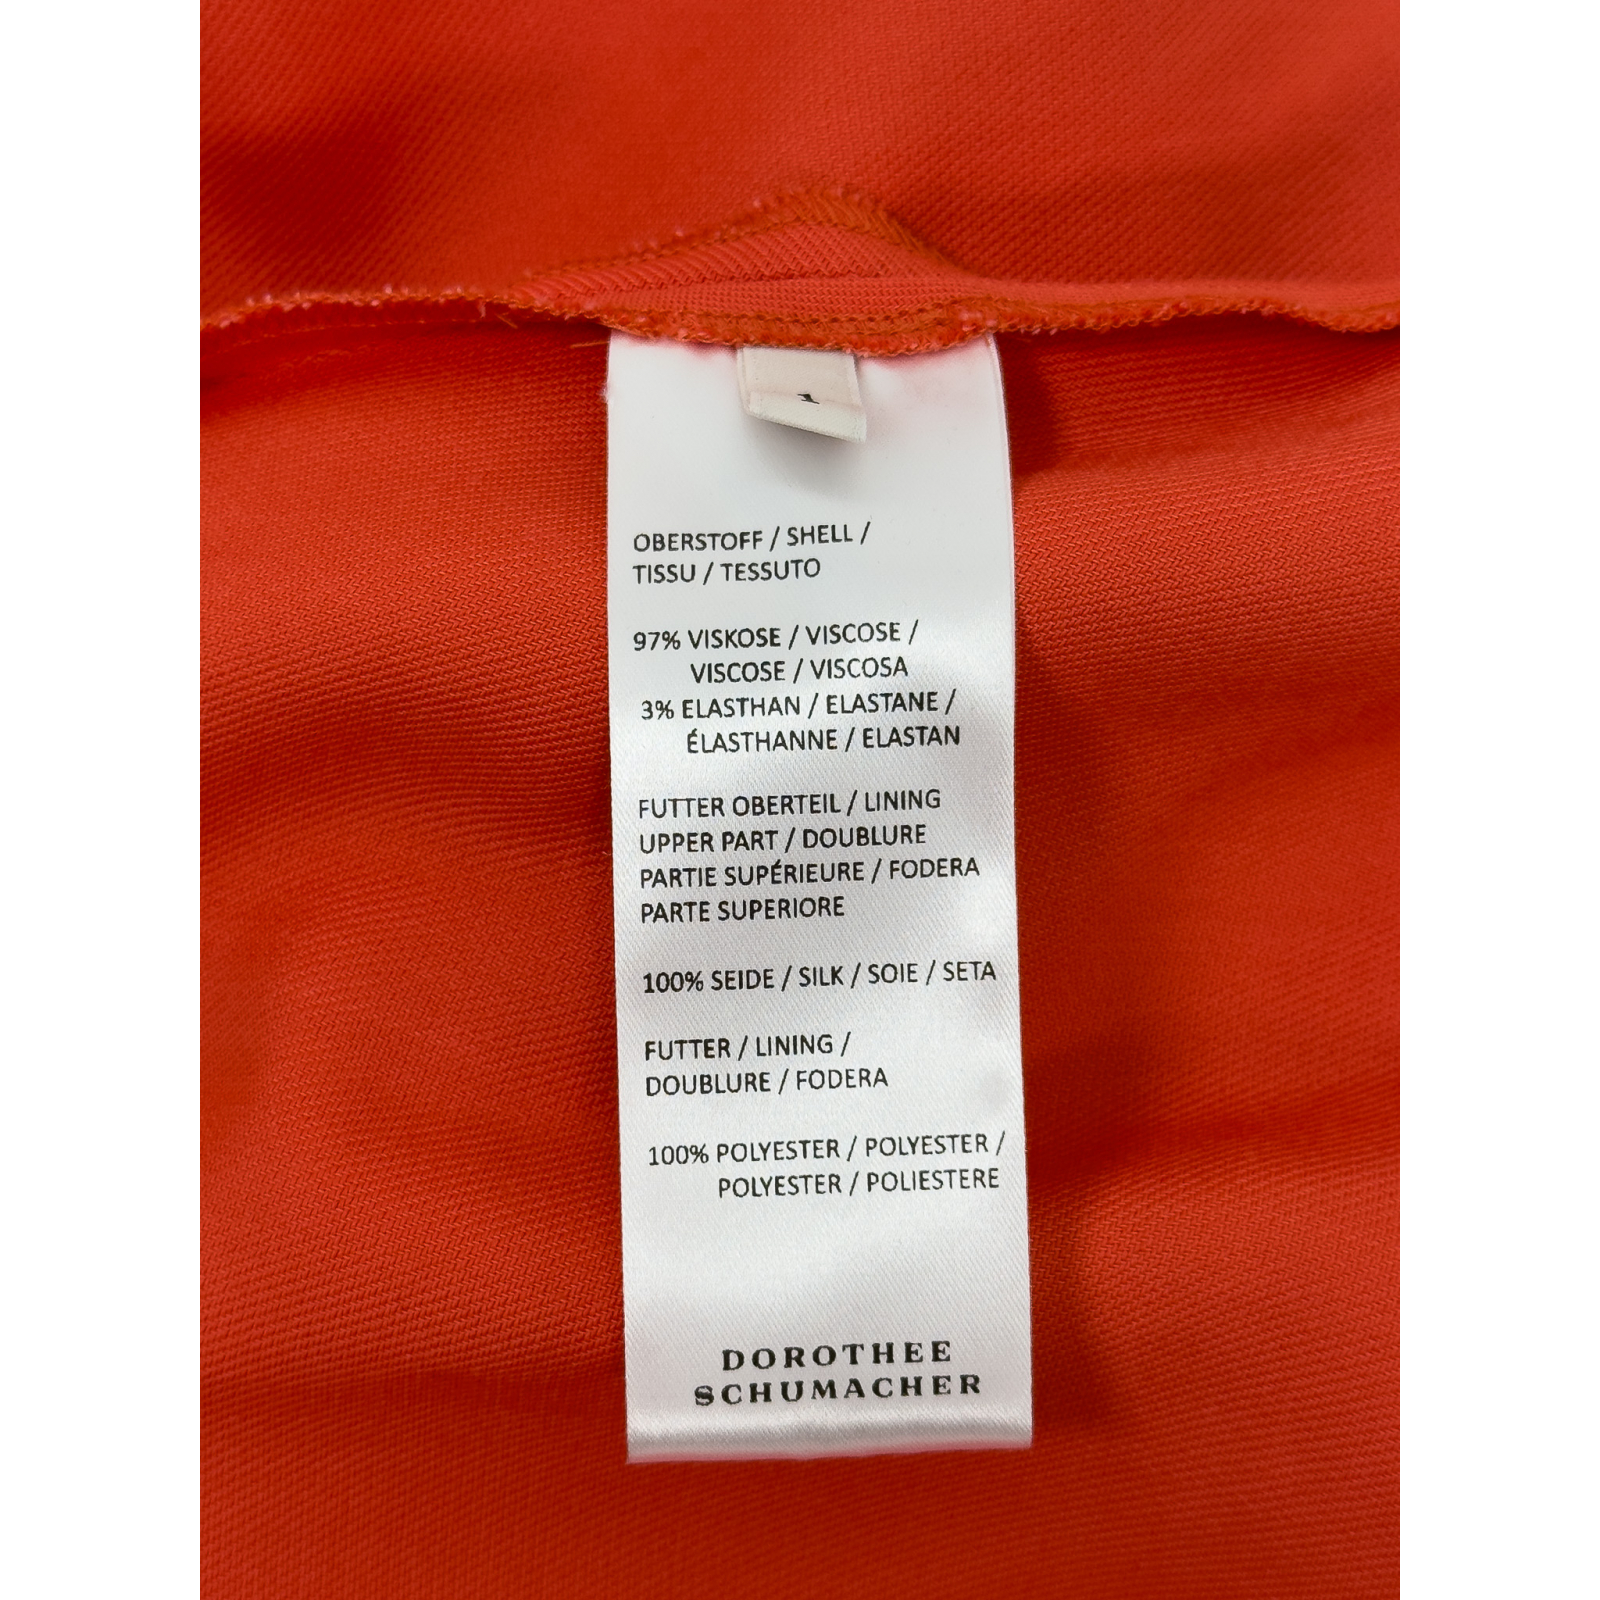 1
OBERSTOFF / SHELL /
TISSU / TESSUTO
97% VISKOSE / VISCOSE /
VISCOSE / VISCOSA
3% ELASTHAN / ELASTANE /
ÉLASTHANNE / ELASTAN
FUTTER OBERTEIL / LINING
UPPER PART / DOUBLURE
PARTIE SUPÉRIEURE / FODERA
PARTE SUPERIORE
100% SEIDE / SILK / SOIE / SETA
FUTTER / LINING /
DOUBLURE / FODERA
100% POLYESTER / POLYESTER /
POLYESTER / POLIESTERE
DOROTHEE
SCHUMACHER